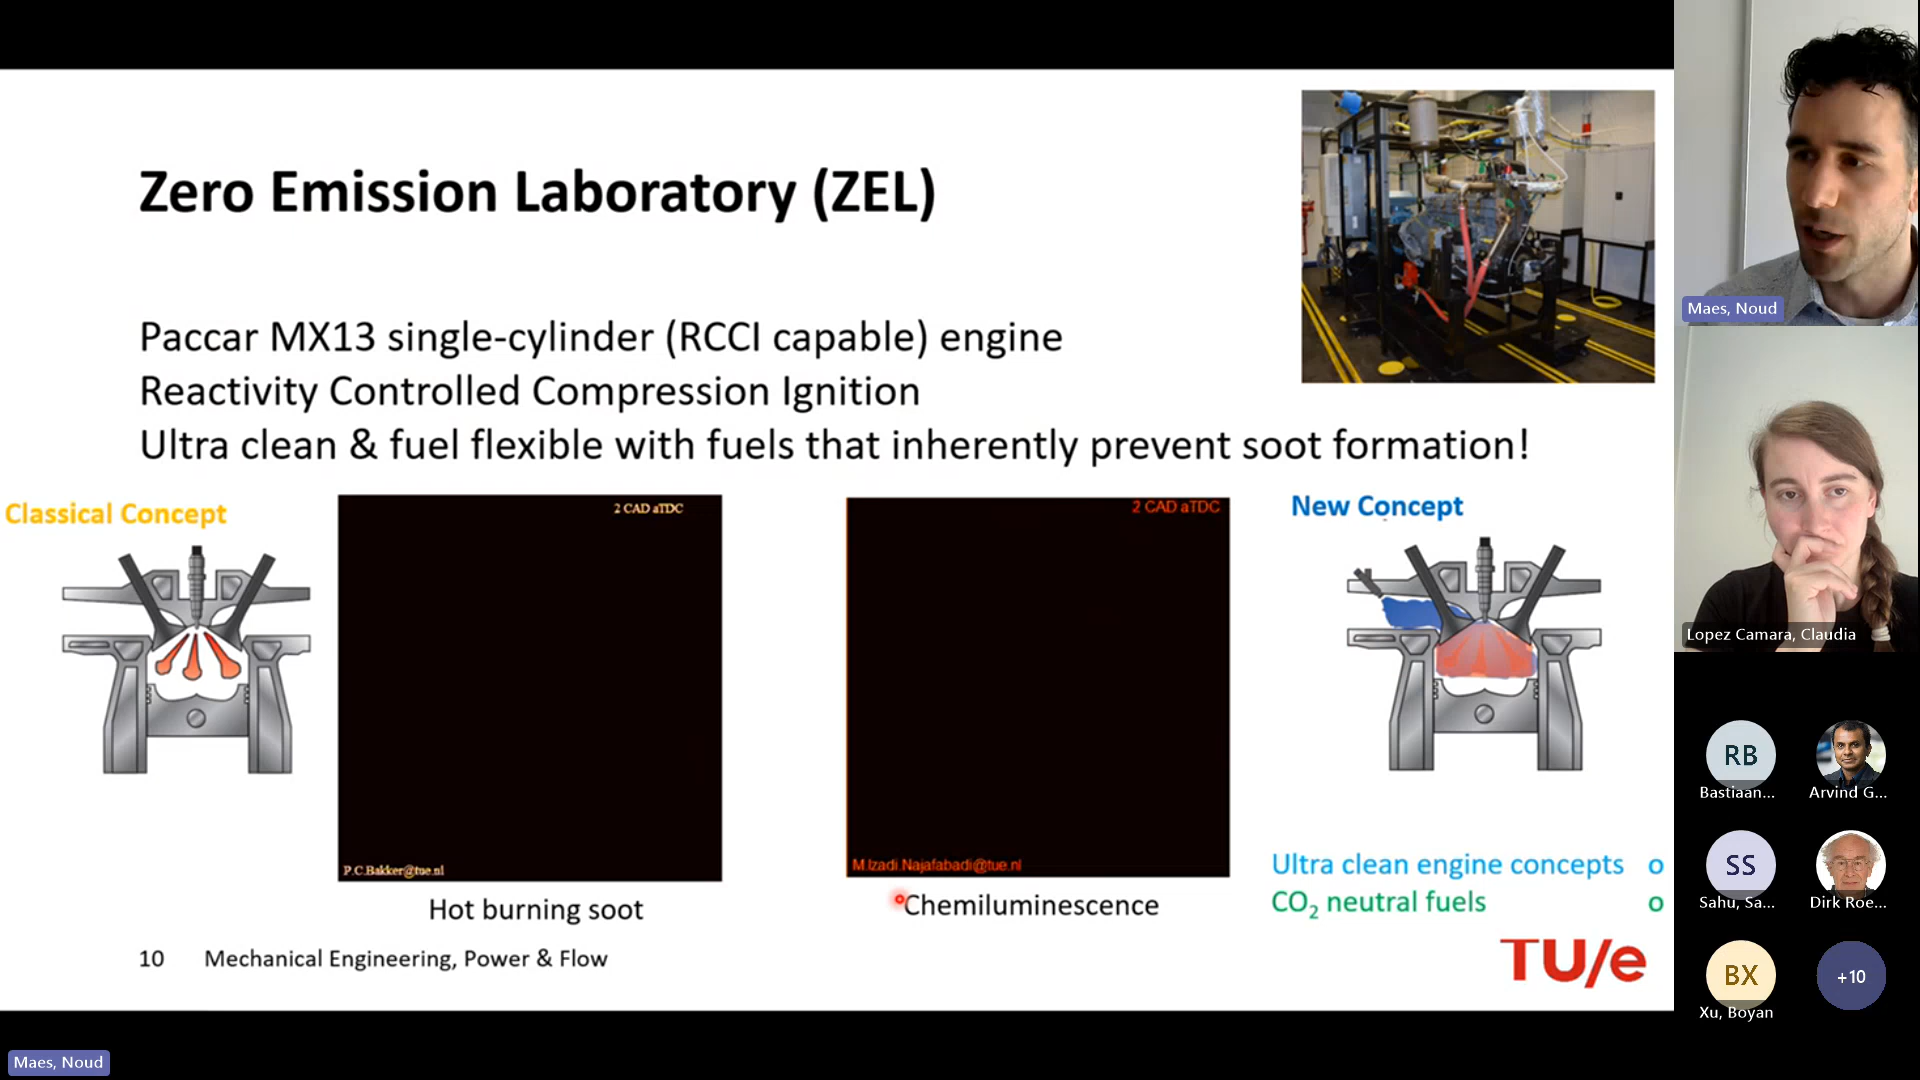 Zero Emission Laboratory (ZEL)
Paccar MX13 single-cylinder (RCCI capable) engine
Reactivity Controlled Compression Ignition
Ultra clean & fuel flexible with fuels that inherently prevent soot formation!
Classical Concept
2 CAD aTDC
P.C.Bakker@tue.nl
Hot burning soot
2 CAD aTDC
M.Izadi Najafabadi@tue.nl
Chemiluminescence
New Concept
Ultra clean engine concepts o
CO₂ neutral fuels o
10 Mechanical Engineering, Power & Flow
TU/e
Maes, Noud
Lopez Camara, Claudia
RB
Bastiaan...
Arvind G...
SS
Sahu, Sa...
Dirk Roe...
BX
Xu, Boyan
+10
Maes, Noud